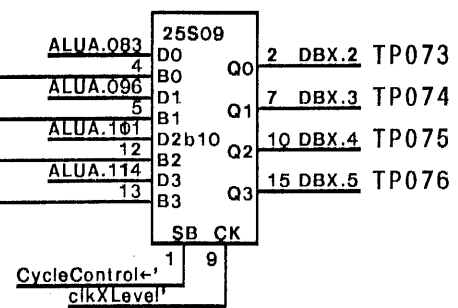 25S09
ALUA.083 D0
4 B0
Q0 2 DBX.2 TP073
ALUA.096 D1
5 B1
Q1 7 DBX.3 TP074
ALUA.101 D2 b10
12 B2
Q2 10 DBX.4 TP075
ALUA.114 D3
13 B3
Q3 15 DBX.5 TP076
SB CK
1 9
CycleControl←'
clkXLevel'